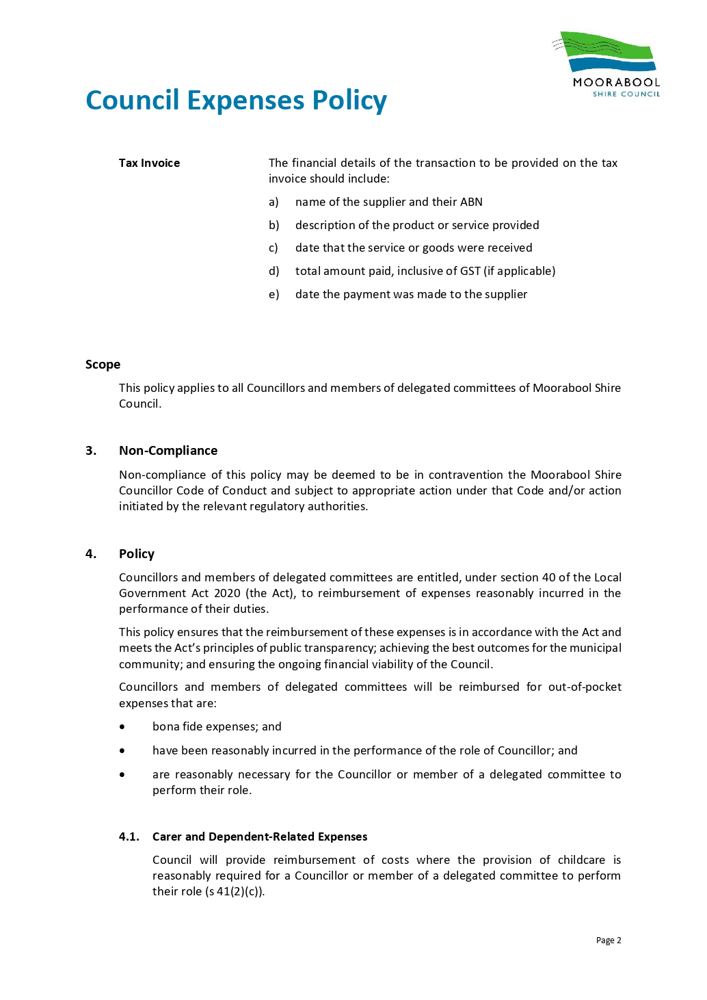 MOORABOOL
SHIRE COUNCIL
Council Expenses Policy
Tax Invoice
The financial details of the transaction to be provided on the tax
invoice should include:
a) name of the supplier and their ABN
b) description of the product or service provided
c) date that the service or goods were received
d) total amount paid, inclusive of GST (if applicable)
e) date the payment was made to the supplier
Scope
This policy applies to all Councillors and members of delegated committees of Moorabool Shire
Council.
3. Non-Compliance
Non-compliance of this policy may be deemed to be in contravention the Moorabool Shire
Councillor Code of Conduct and subject to appropriate action under that Code and/or action
initiated by the relevant regulatory authorities.
4. Policy
Councillors and members of delegated committees are entitled, under section 40 of the Local
Government Act 2020 (the Act), to reimbursement of expenses reasonably incurred in the
performance of their duties.
This policy ensures that the reimbursement of these expenses is in accordance with the Act and
meets the Act’s principles of public transparency; achieving the best outcomes for the municipal
community; and ensuring the ongoing financial viability of the Council.
Councillors and members of delegated committees will be reimbursed for out-of-pocket
expenses that are:
• bona fide expenses; and
• have been reasonably incurred in the performance of the role of Councillor; and
• are reasonably necessary for the Councillor or member of a delegated committee to
perform their role.
4.1. Carer and Dependent-Related Expenses
Council will provide reimbursement of costs where the provision of childcare is
reasonably required for a Councillor or member of a delegated committee to perform
their role (s 41(2)(c)).
Page 2